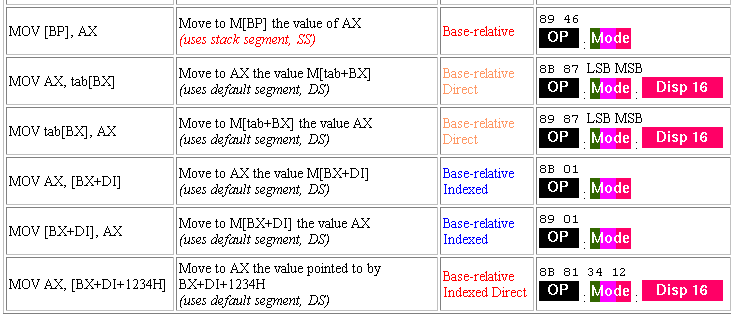 MOV [BP], AX
Move to M[BP] the value of AX
(uses stack segment, SS)
Base-relative
89 46
OP : Mode
MOV AX, tab[BX]
Move to AX the value M[tab+BX]
(uses default segment, DS)
Base-relative
Direct
8B 87 LSB MSB
OP : Mode : Disp 16
MOV tab[BX], AX
Move to M[tab+BX] the value AX
(uses default segment, DS)
Base-relative
Direct
89 87 LSB MSB
OP : Mode : Disp 16
MOV AX, [BX+DI]
Move to AX the value M[BX+DI]
(uses default segment, DS)
Base-relative
Indexed
8B 01
OP : Mode
MOV [BX+DI], AX
Move to M[BX+DI] the value AX
(uses default segment, DS)
Base-relative
Indexed
89 01
OP : Mode
MOV AX, [BX+DI+1234H]
Move to AX the value pointed to by
BX+DI+1234H
(uses default segment, DS)
Base-relative
Indexed Direct
8B 81 34 12
OP : Mode : Disp 16